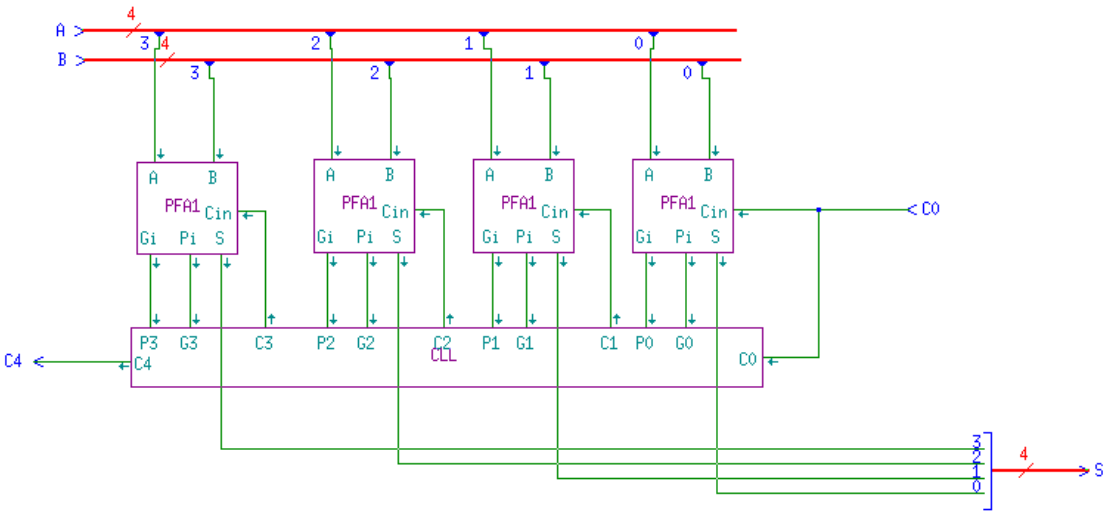 4
A
3 4 2 1 0
B
3 2 1 0
A B A B A B A B
PFA1 Cin PFA1 Cin PFA1 Cin PFA1 Cin C0
Gi Pi S Gi Pi S Gi Pi S Gi Pi S
P3 G3 C3 P2 G2 C2 P1 G1 C1 P0 G0
CLL
C4 C4 C0
3
2
1
0
4
S